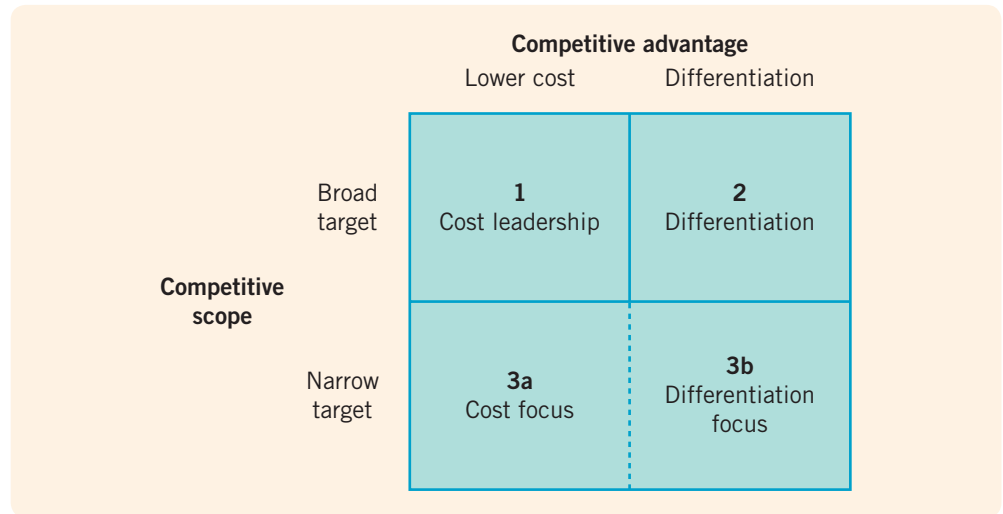 Competitive advantage
Lower cost
Differentiation
Broad
target
1
Cost leadership
2
Differentiation
Competitive
scope
Narrow
target
3a
Cost focus
3b
Differentiation
focus